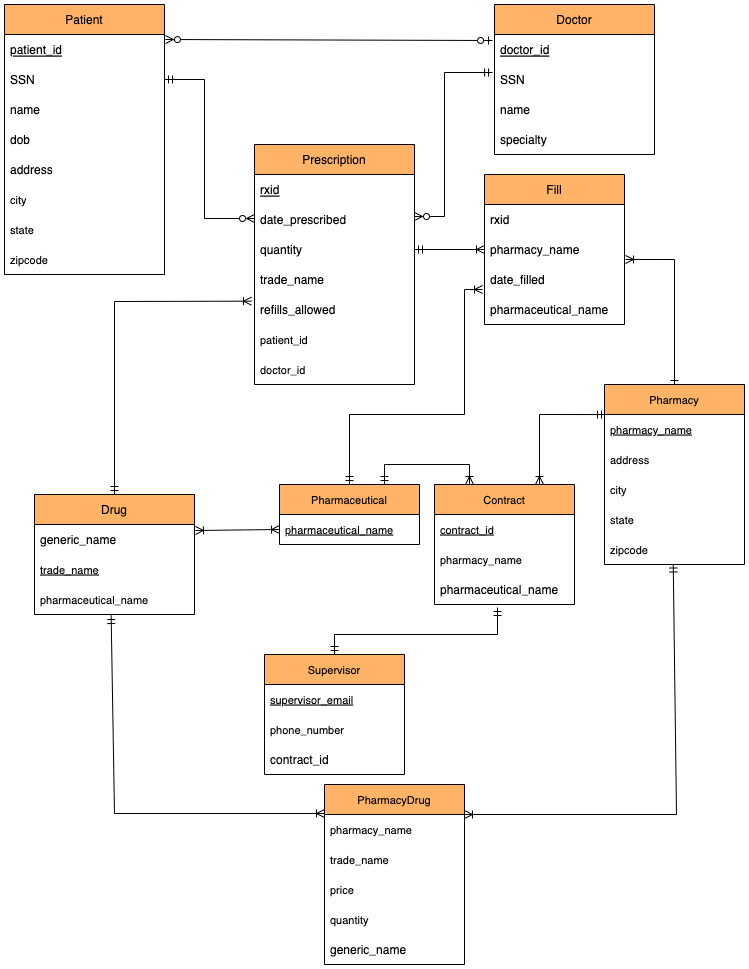 Patient
patient_id
SSN
name
dob
address
city
state
zipcode
Doctor
doctor_id
SSN
name
specialty
Prescription
rxid
date_prescribed
quantity
trade_name
refills_allowed
patient_id
doctor_id
Fill
rxid
pharmacy_name
date_filled
pharmaceutical_name
Pharmacy
pharmacy_name
address
city
state
zipcode
Drug
generic_name
trade_name
pharmaceutical_name
Pharmaceutical
pharmaceutical_name
Contract
contract_id
pharmacy_name
pharmaceutical_name
Supervisor
supervisor_email
phone_number
contract_id
PharmacyDrug
pharmacy_name
trade_name
price
quantity
generic_name